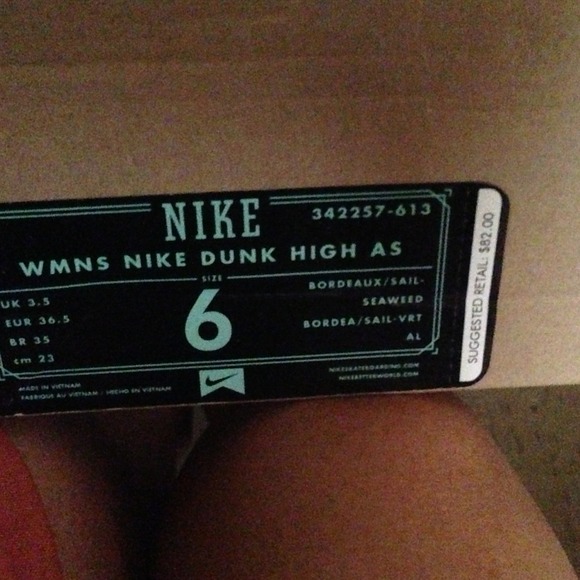 NIKE 342257-613
WMNS NIKE DUNK HIGH AS
SIZE
6
UK 3.5
EUR 36.5
BR 35
cm 23
BORDEAUX/SAIL-
SEAWEED
BORDEA/SAIL-VRT
AL
MADE IN VIETNAM
FABRIQUE AU VIETNAM / HECHO EN VIETNAM
NIKESKATEBOARDING.COM
NIKEBETTERWORLD.COM
SUGGESTED RETAIL: $82.00